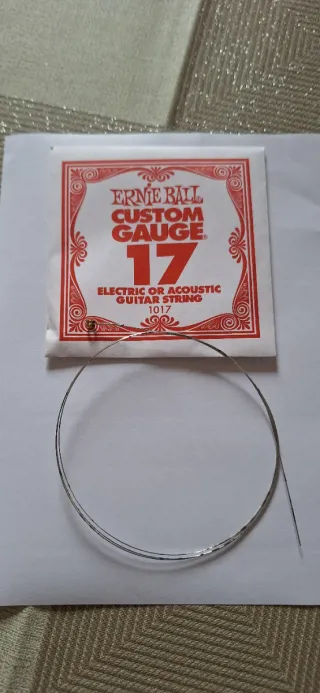 ERNIE BALL
CUSTOM
GAUGE®
17
ELECTRIC OR ACOUSTIC
GUITAR STRING
1017